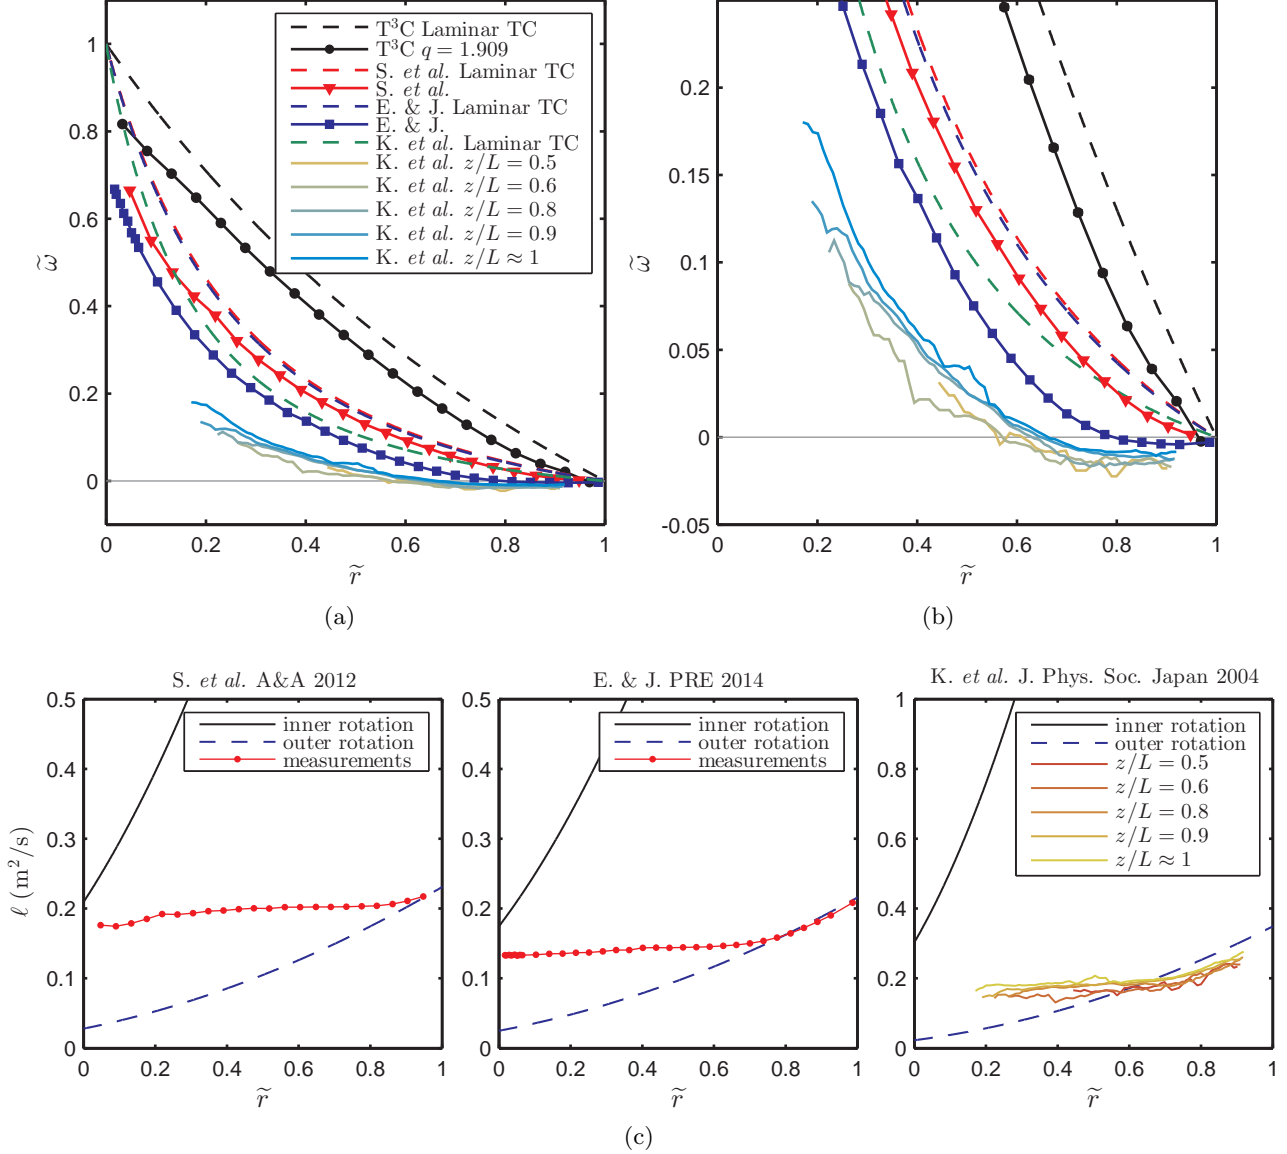 1
0.8
0.6
0.4
0.2
0
ω̃
0
0.2
0.4
0.6
0.8
1
r̃
T³C Laminar TC
T³C q = 1.909
S. et al. Laminar TC
S. et al.
E. & J. Laminar TC
E. & J.
K. et al. Laminar TC
K. et al. z/L = 0.5
K. et al. z/L = 0.6
K. et al. z/L = 0.8
K. et al. z/L = 0.9
K. et al. z/L ≈ 1
(a)
0.2
0.15
0.1
0.05
0
-0.05
ω̃
0
0.2
0.4
0.6
0.8
1
r̃
(b)
S. et al. A&A 2012
0.5
0.4
0.3
0.2
0.1
0
ℓ (m²/s)
inner rotation
outer rotation
measurements
0
0.2
0.4
0.6
0.8
1
r̃
E. & J. PRE 2014
0.5
0.4
0.3
0.2
0.1
0
inner rotation
outer rotation
measurements
0
0.2
0.4
0.6
0.8
1
r̃
K. et al. J. Phys. Soc. Japan 2004
1
0.8
0.6
0.4
0.2
0
inner rotation
outer rotation
z/L = 0.5
z/L = 0.6
z/L = 0.8
z/L = 0.9
z/L ≈ 1
0
0.2
0.4
0.6
0.8
1
r̃
(c)